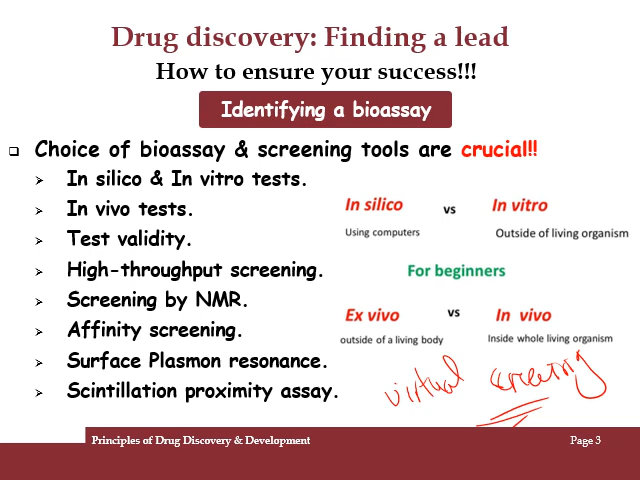 Drug discovery: Finding a lead
How to ensure your success!!!
Identifying a bioassay
Choice of bioassay & screening tools are crucial!!
In silico & In vitro tests.
In vivo tests.
Test validity.
High-throughput screening.
Screening by NMR.
Affinity screening.
Surface Plasmon resonance.
Scintillation proximity assay.
In silico vs In vitro
Using computers Outside of living organism
For beginners
Ex vivo vs In vivo
outside of a living body Inside whole living organism
virtual screening
Principles of Drug Discovery & Development Page 3